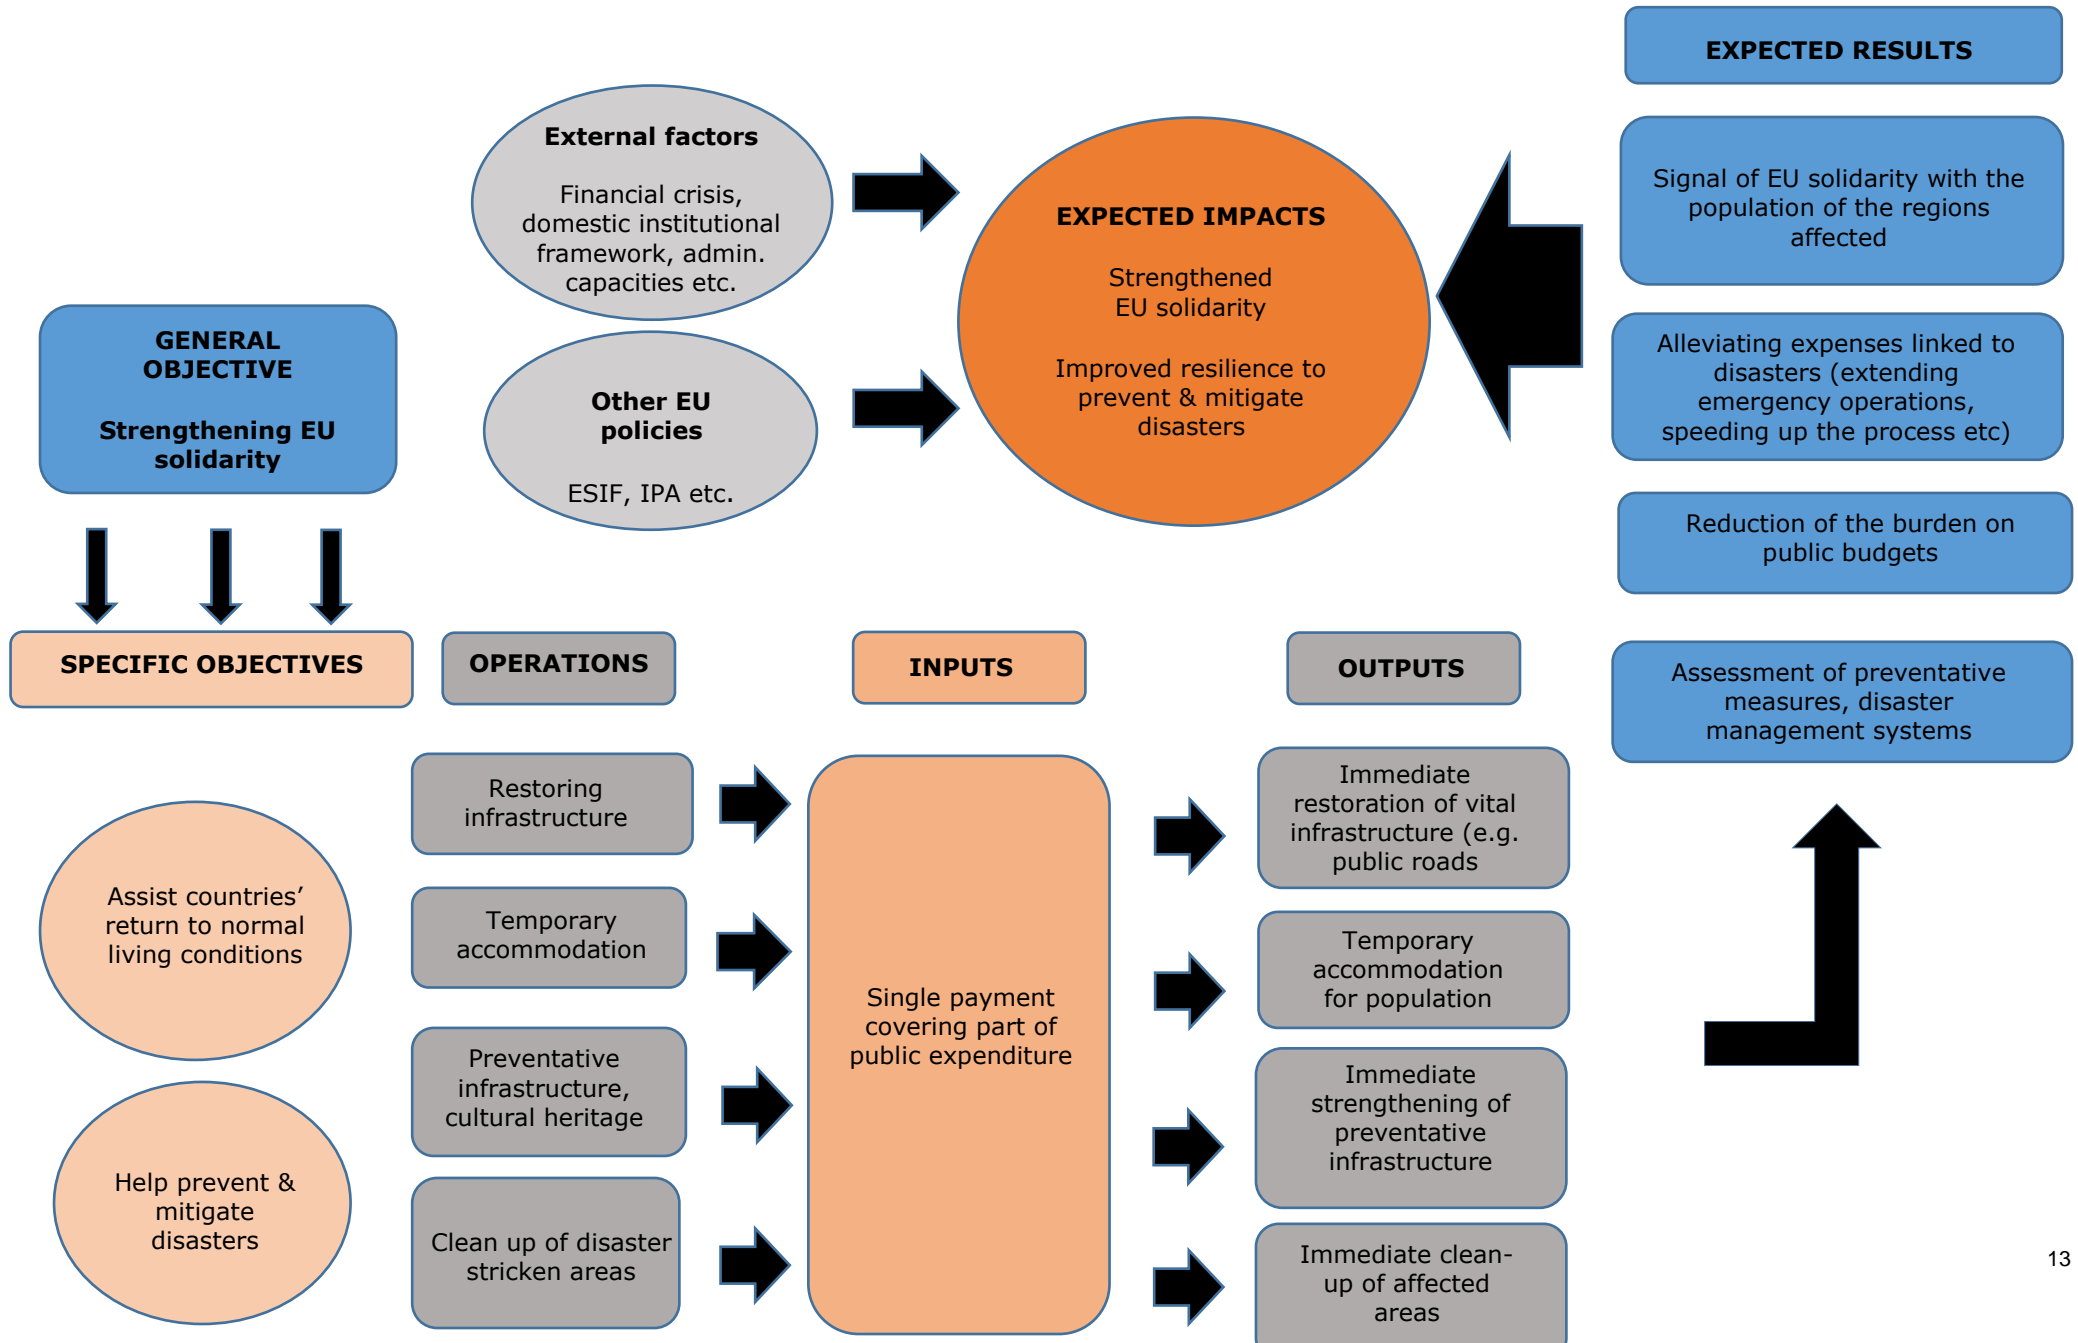 EXPECTED RESULTS
Signal of EU solidarity with the
population of the regions
affected
Alleviating expenses linked to
disasters (extending
emergency operations,
speeding up the process etc)
Reduction of the burden on
public budgets
Assessment of preventative
measures, disaster
management systems
External factors
Financial crisis,
domestic institutional
framework, admin.
capacities etc.
Other EU
policies
ESIF, IPA etc.
EXPECTED IMPACTS
Strengthened
EU solidarity
Improved resilience to
prevent & mitigate
disasters
GENERAL
OBJECTIVE
Strengthening EU
solidarity
SPECIFIC OBJECTIVES
Assist countries’
return to normal
living conditions
Help prevent &
mitigate
disasters
OPERATIONS
Restoring
infrastructure
Temporary
accommodation
Preventative
infrastructure,
cultural heritage
Clean up of disaster
stricken areas
INPUTS
Single payment
covering part of
public expenditure
OUTPUTS
Immediate
restoration of vital
infrastructure (e.g.
public roads
Temporary
accommodation
for population
Immediate
strengthening of
preventative
infrastructure
Immediate clean-
up of affected
areas
13